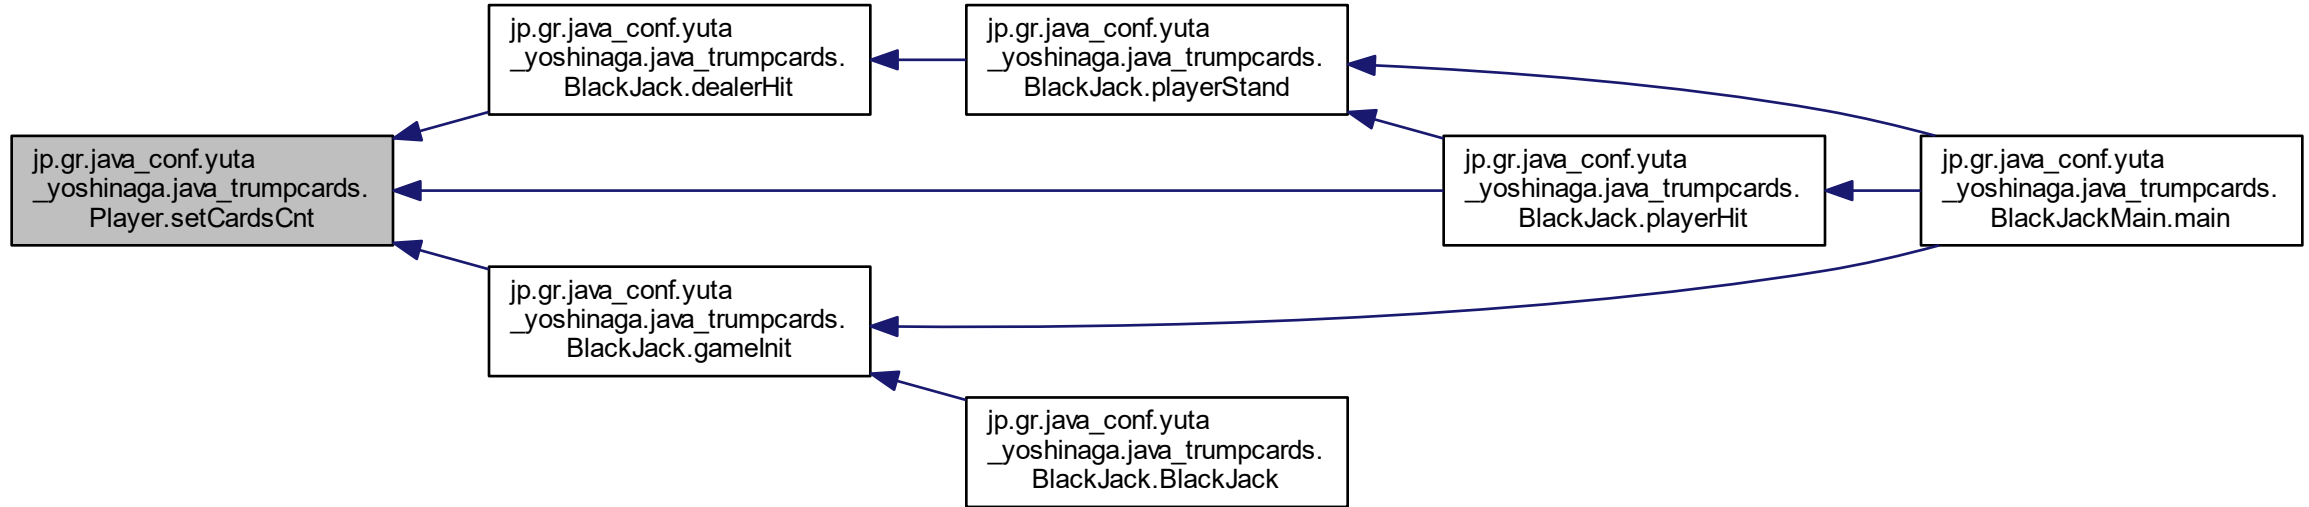 jp.gr.java_conf.yuta
_yoshinaga.java_trumpcards.
BlackJack.dealerHit
jp.gr.java_conf.yuta
_yoshinaga.java_trumpcards.
BlackJack.playerStand
jp.gr.java_conf.yuta
_yoshinaga.java_trumpcards.
Player.setCardsCnt
jp.gr.java_conf.yuta
_yoshinaga.java_trumpcards.
BlackJack.playerHit
jp.gr.java_conf.yuta
_yoshinaga.java_trumpcards.
BlackJackMain.main
jp.gr.java_conf.yuta
_yoshinaga.java_trumpcards.
BlackJack.gameInit
jp.gr.java_conf.yuta
_yoshinaga.java_trumpcards.
BlackJack.BlackJack